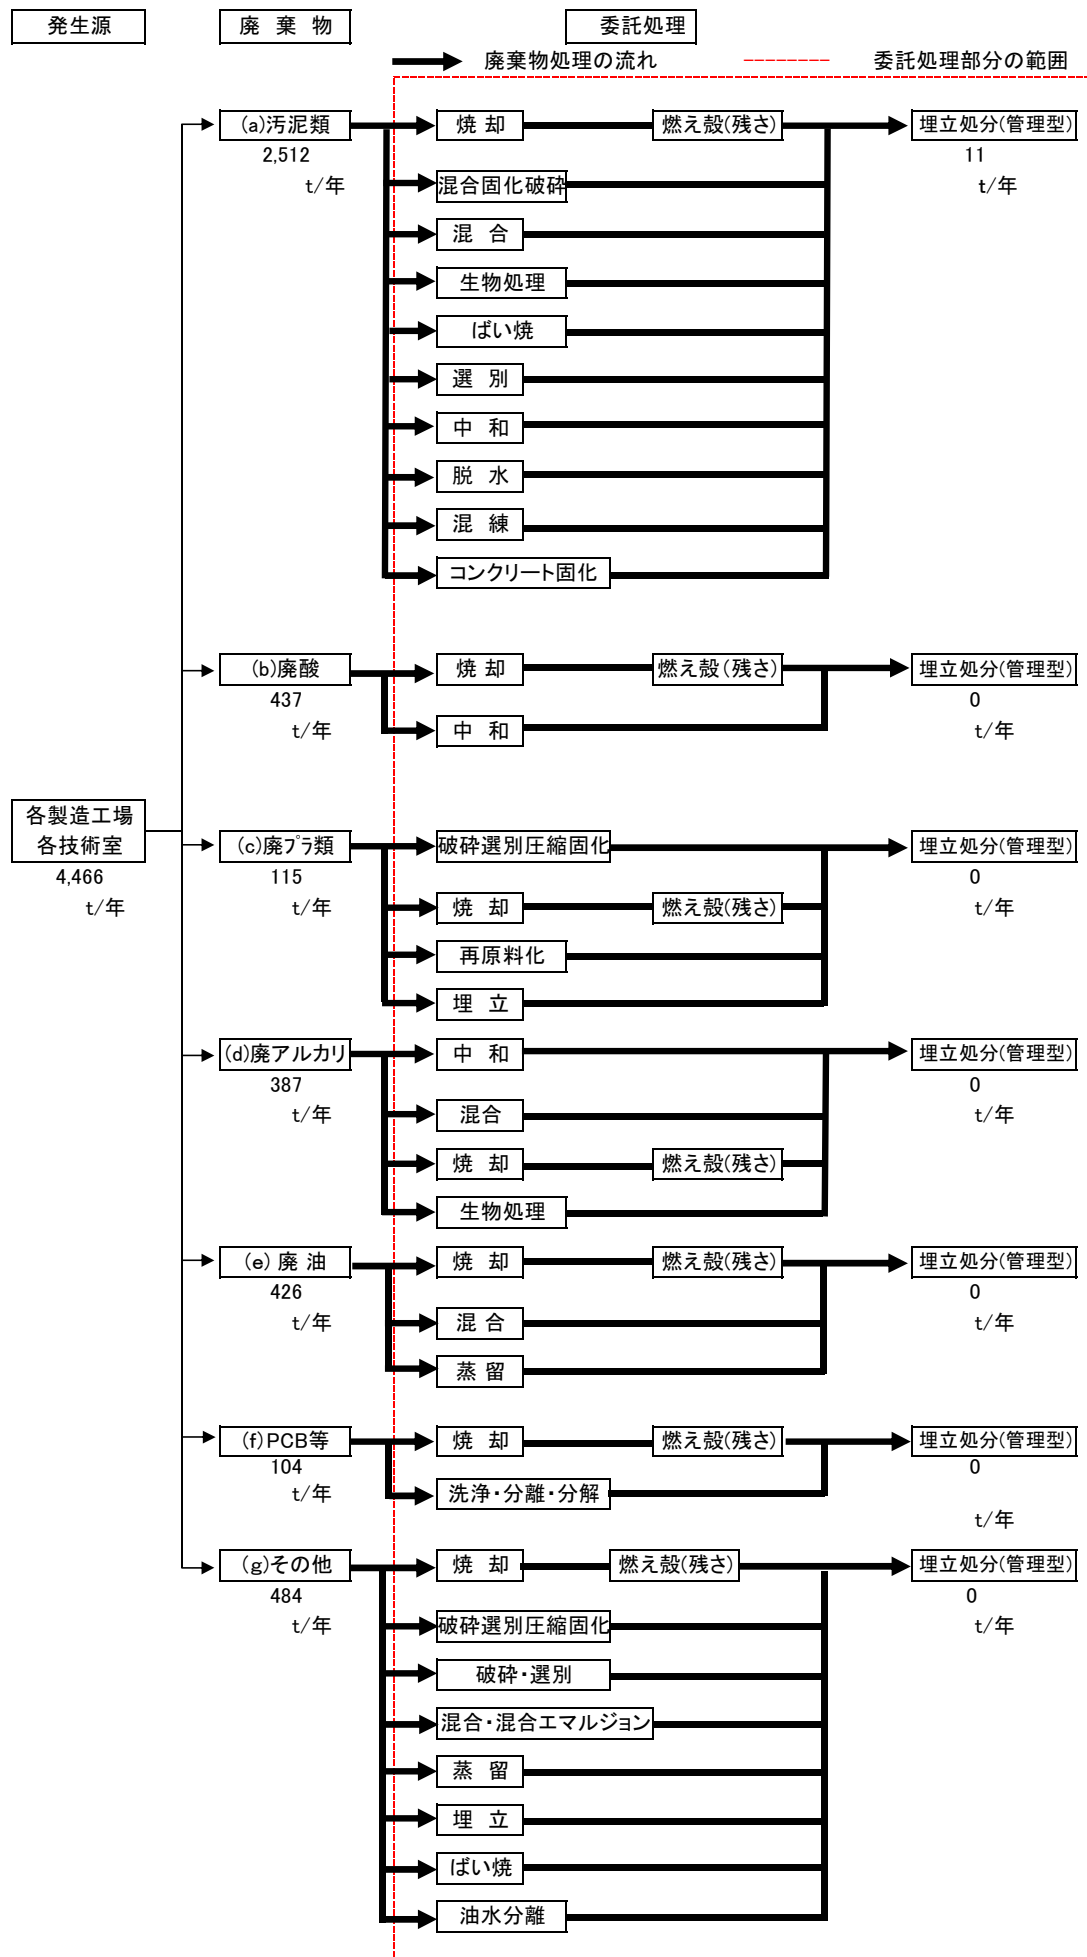 発生源 廃 棄 物 委託処理
廃棄物処理の流れ 委託処理部分の範囲
(a)汚泥類 焼 却 燃え殻(残さ) 埋立処分(管理型)
2,512 11
t/年 混合固化破砕 t/年
混 合
生物処理
ばい焼
選 別
中 和
脱 水
混 練
コンクリート固化
(b)廃酸 焼 却 燃え殻(残さ) 埋立処分(管理型)
437 0
t/年 中 和 t/年
各製造工場
各技術室
4,466
t/年
(c)廃プラ類 破砕選別圧縮固化 埋立処分(管理型)
115 0
t/年 焼 却 燃え殻(残さ) t/年
再原料化
埋 立
(d)廃アルカリ 中 和 埋立処分(管理型)
387 0
t/年 混合 t/年
焼 却 燃え殻(残さ)
生物処理
(e)廃 油 焼 却 燃え殻(残さ) 埋立処分(管理型)
426 0
t/年 混 合 t/年
蒸 留
(f)PCB等 焼 却 燃え殻(残さ) 埋立処分(管理型)
104 0
t/年 洗浄・分離・分解
t/年
(g)その他 焼 却 燃え殻(残さ) 埋立処分(管理型)
484 0
t/年 破砕選別圧縮固化 t/年
破砕・選別
混合・混合エマルジョン
蒸 留
埋 立
ばい焼
油水分離